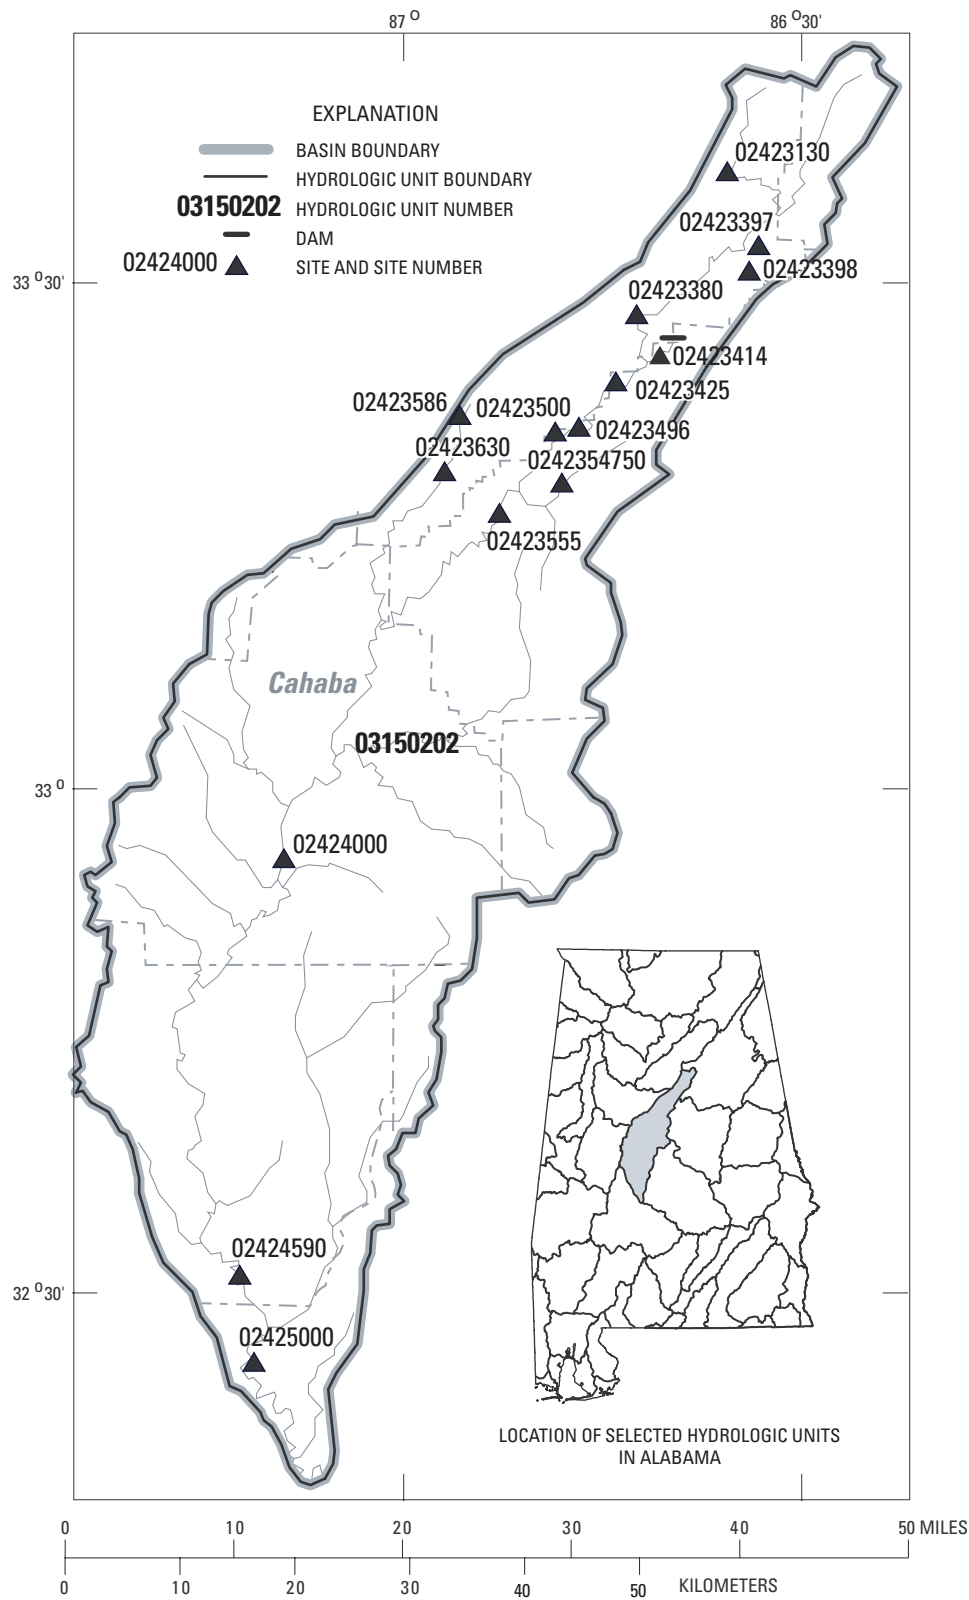 87 O
86 O30'
EXPLANATION
BASIN BOUNDARY
HYDROLOGIC UNIT BOUNDARY
03150202 HYDROLOGIC UNIT NUMBER
DAM
02424000 SITE AND SITE NUMBER
02423130
02423397
02423398
33 O30'
02423380
02423414
02423425
02423586
02423500
02423496
02423630
0242354750
02423555
Cahaba
03150202
33 O
02424000
02424590
32 O30'
02425000
LOCATION OF SELECTED HYDROLOGIC UNITS
IN ALABAMA
0 10 20 30 40 50 MILES
0 10 20 30 40 50 KILOMETERS